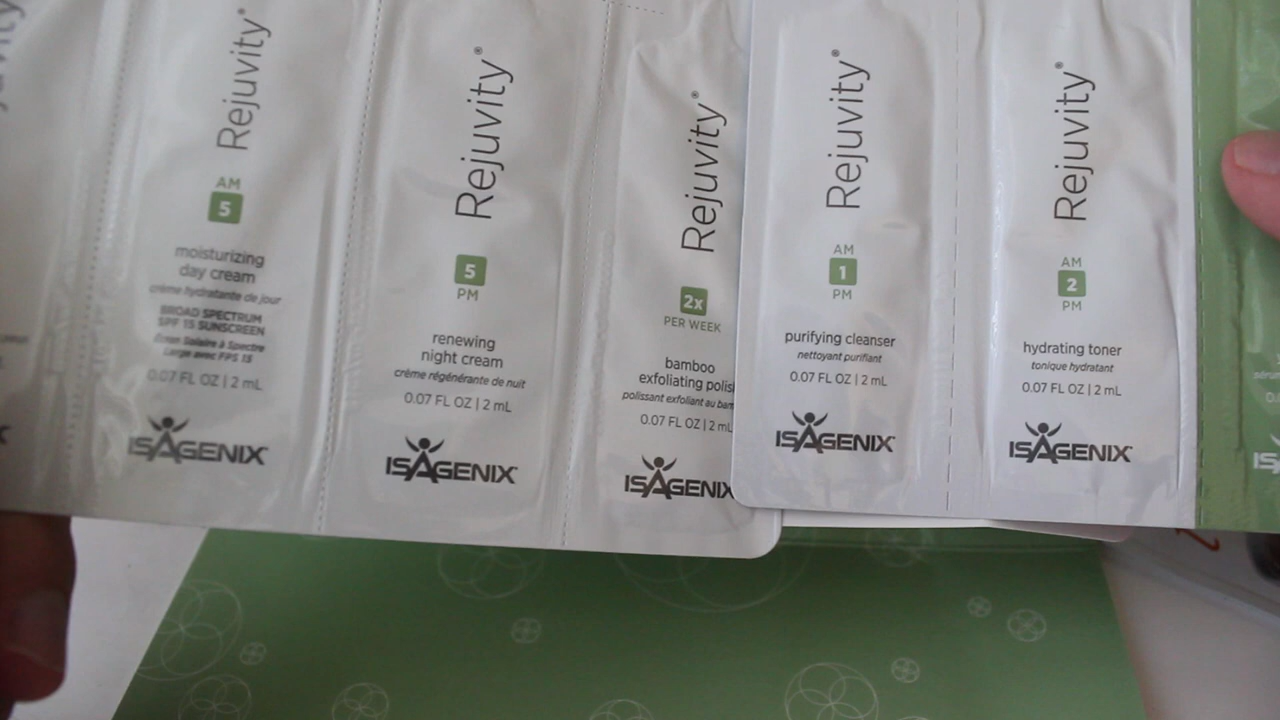 Rejuvity®
AM
5
moisturizing
day cream
crème hydratante de jour
BROAD SPECTRUM
SPF 15 SUNSCREEN
Écran Solaire à Spectre
Large avec FPS 15
0.07 FL OZ | 2 mL
ISAGENIX
Rejuvity®
5
PM
renewing
night cream
crème régénérante de nuit
0.07 FL OZ | 2 mL
ISAGENIX
Rejuvity®
2x
PER WEEK
bamboo
exfoliating polis
polissant exfoliant au bam
0.07 FL OZ | 2 mL
ISAGENIX
Rejuvity®
AM
1
PM
purifying cleanser
nettoyant purifiant
0.07 FL OZ | 2 mL
ISAGENIX
Rejuvity®
AM
2
PM
hydrating toner
tonique hydratant
0.07 FL OZ | 2 mL
ISAGENIX